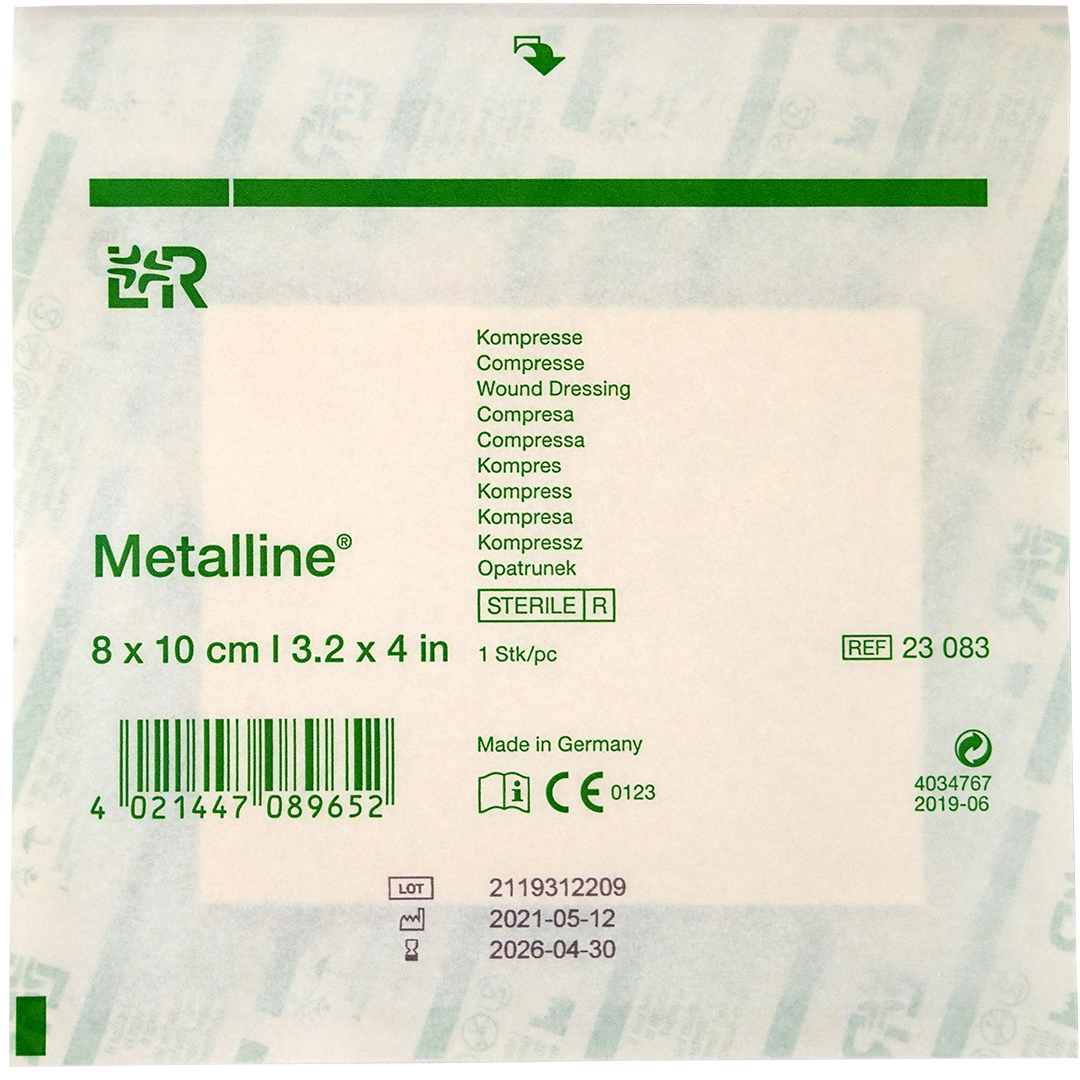 L&R
Kompresse
Compresse
Wound Dressing
Compresa
Compressa
Kompres
Kompress
Kompresa
Kompressz
Opatrunek
STERILE R
Metalline®
8 x 10 cm | 3.2 x 4 in
1 Stk/pc
REF 23 083
4 021447 089652
Made in Germany
i CE 0123
4034767
2019-06
LOT 2119312209
2021-05-12
2026-04-30